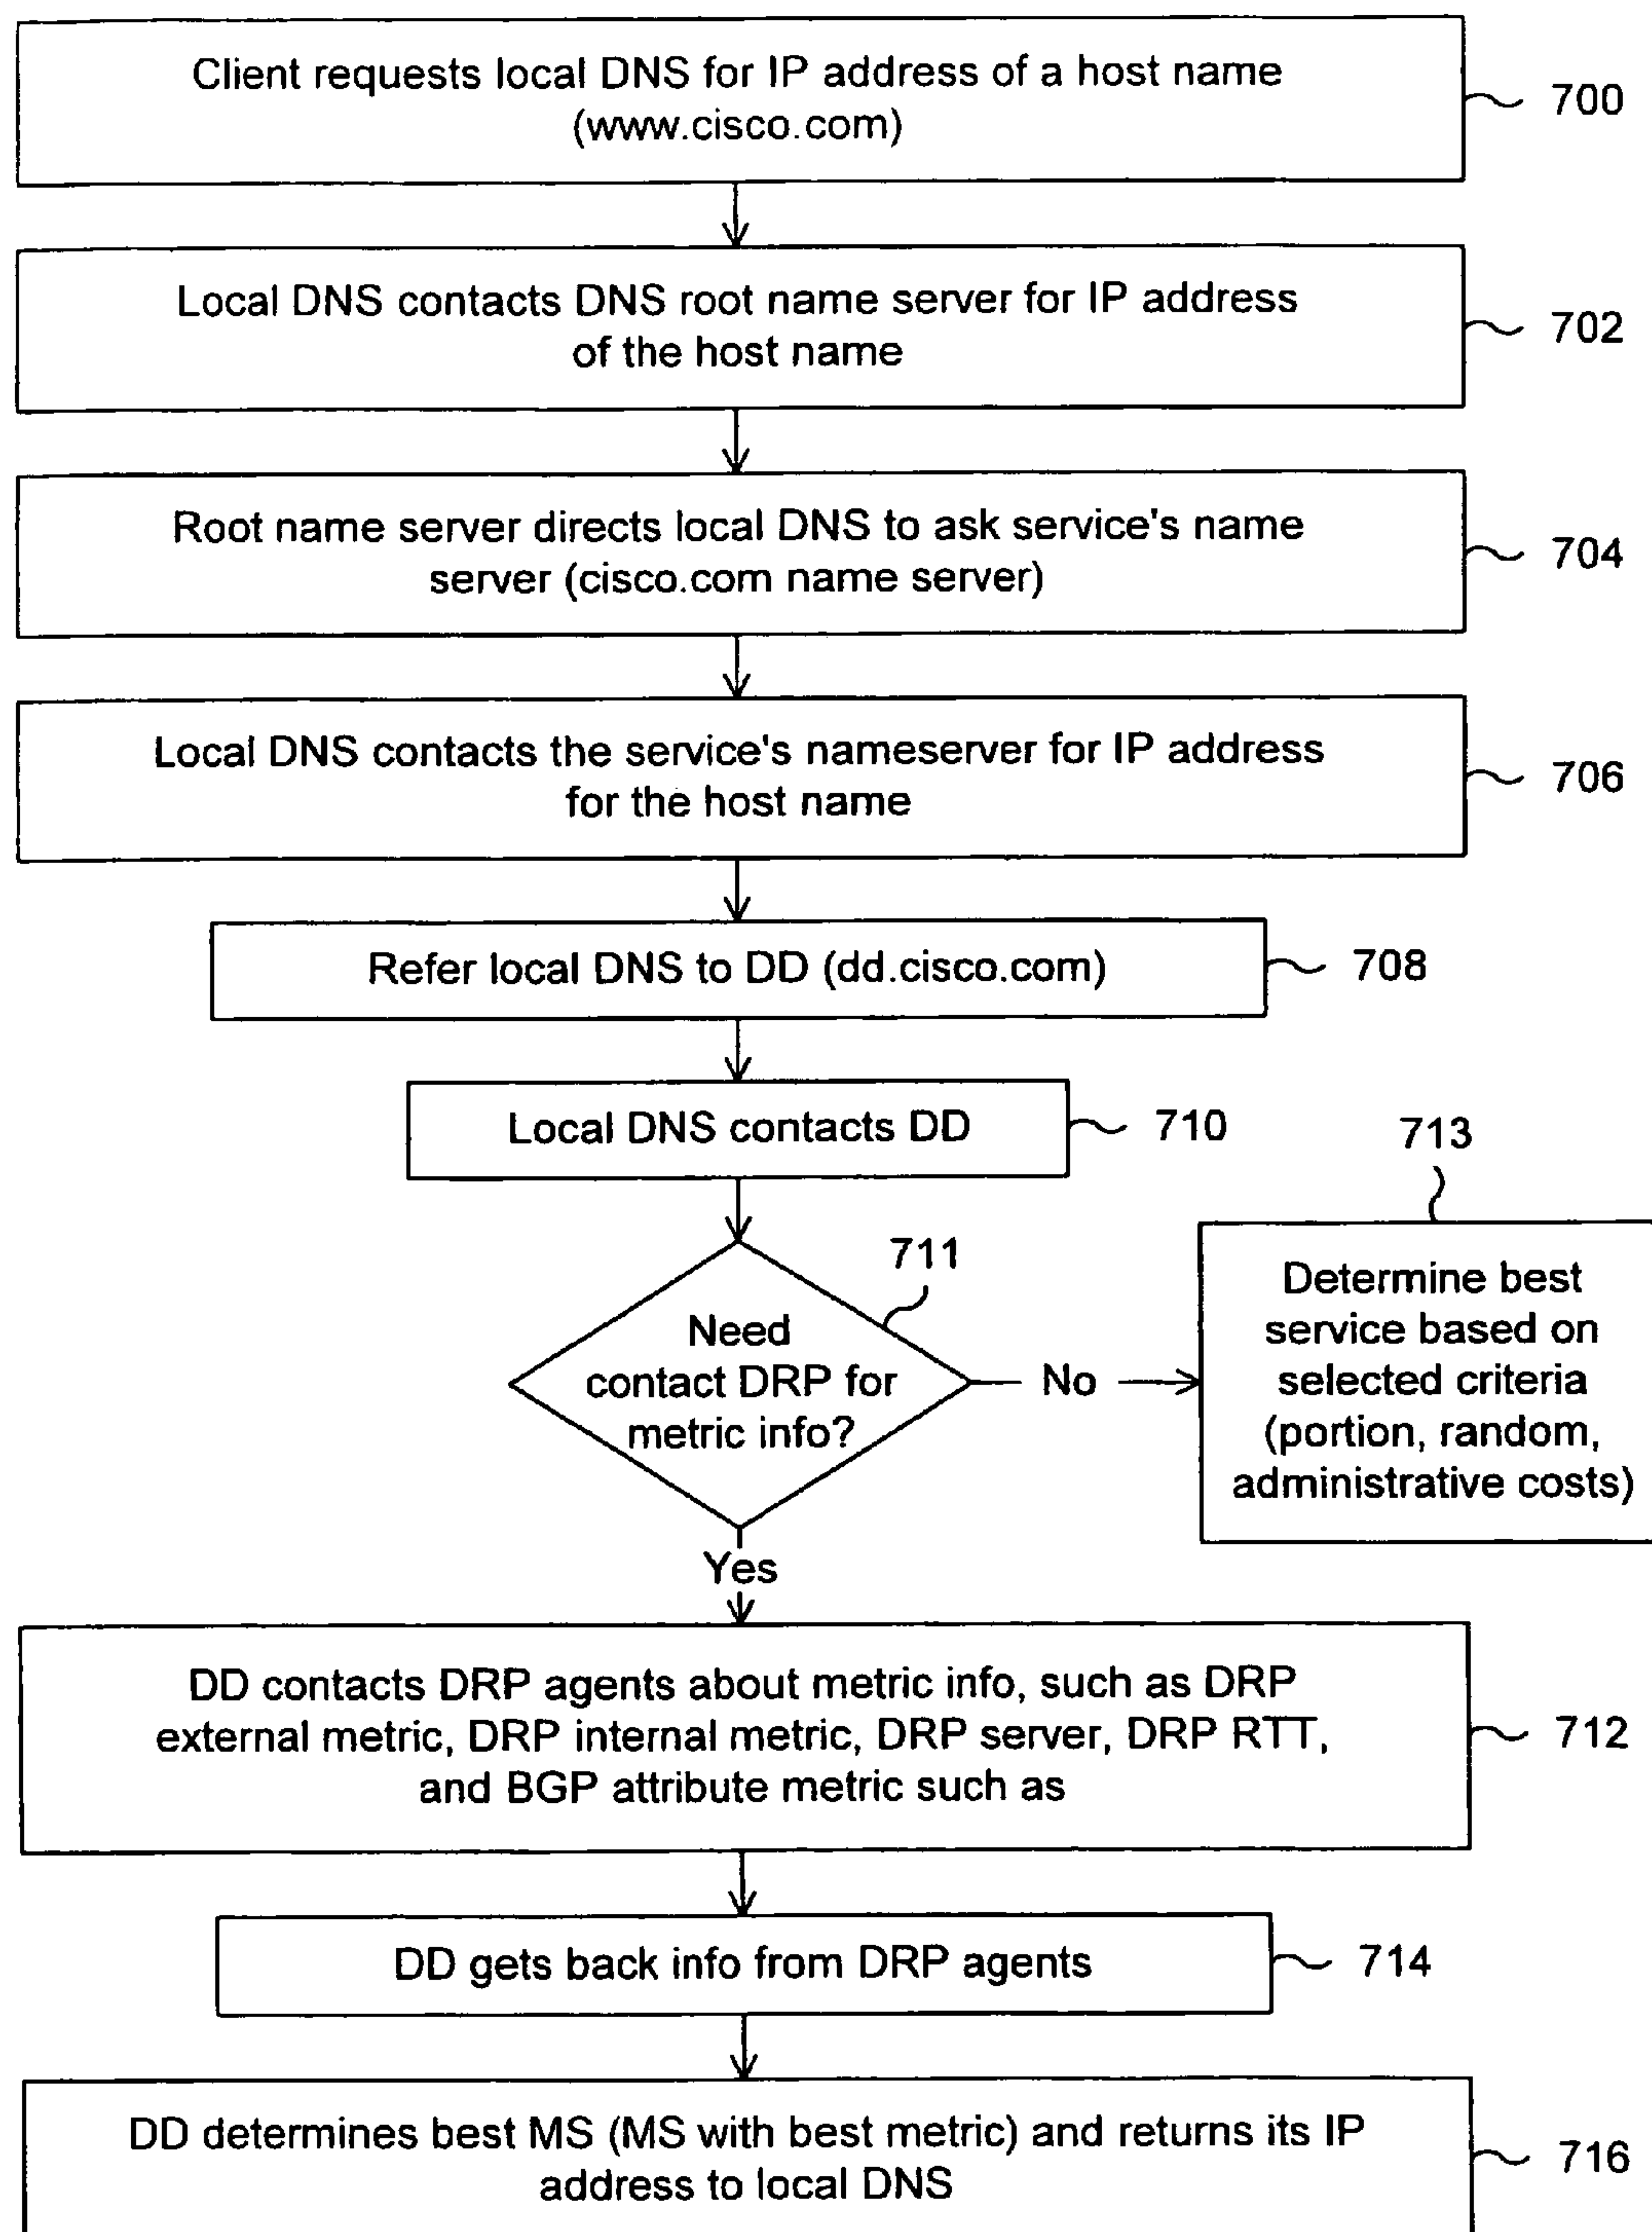 Client requests local DNS for IP address of a host name
(www.cisco.com)
700
Local DNS contacts DNS root name server for IP address
of the host name
702
Root name server directs local DNS to ask service's name
server (cisco.com name server)
704
Local DNS contacts the service's nameserver for IP address
for the host name
706
Refer local DNS to DD (dd.cisco.com)
708
Local DNS contacts DD
710
711
Need
contact DRP for
metric info?
No
713
Determine best
service based on
selected criteria
(portion, random,
administrative costs)
Yes
DD contacts DRP agents about metric info, such as DRP
external metric, DRP internal metric, DRP server, DRP RTT,
and BGP attribute metric such as
712
DD gets back info from DRP agents
714
DD determines best MS (MS with best metric) and returns its IP
address to local DNS
716